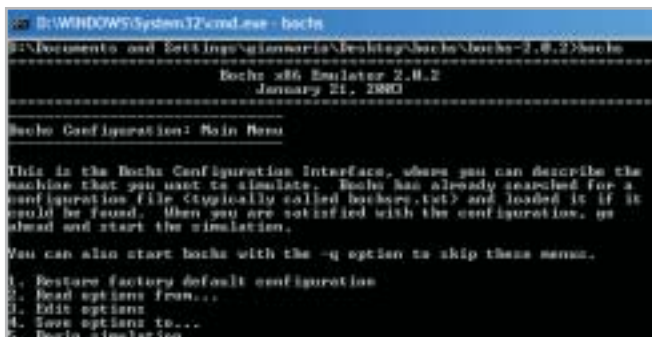 D:\WINDOWS\System32\cmd.exe - bochs
D:\Documents and Settings\gianmario\Desktop\bochs\bochs-2.0.2>bochs
Bochs x86 Emulator 2.0.2
January 21, 2003
Bochs Configuration: Main Menu
This is the Bochs Configuration Interface, where you can describe the
machine that you want to simulate. Bochs has already searched for a
configuration file (typically called bochsrc.txt) and loaded it if it
could be found. When you are satisfied with the configuration, go
ahead and start the simulation.
You can also start bochs with the -q option to skip these menus.
1. Restore factory default configuration
2. Read options from...
3. Edit options
4. Save options to...
5. Begin simulation